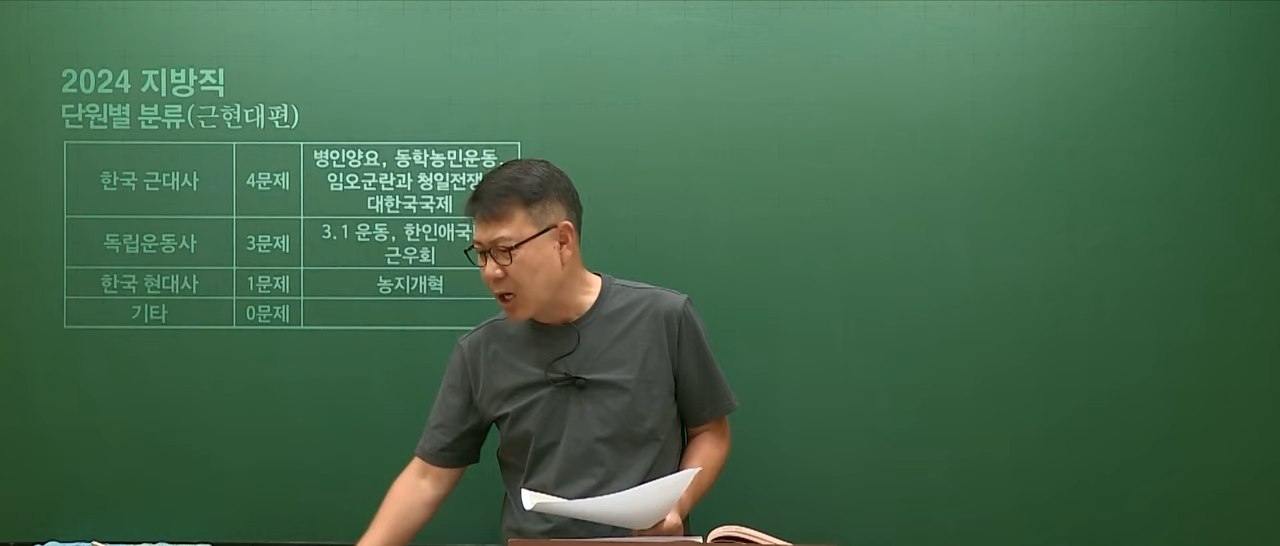 2024 지방직
단원별 분류(근현대편)
한국 근대사 4문제 병인양요, 동학농민운동,
임오군란과 청일전쟁
대한국국제
독립운동사 3문제 3.1 운동, 한인애국
근우회
한국 현대사 1문제 농지개혁
기타 0문제